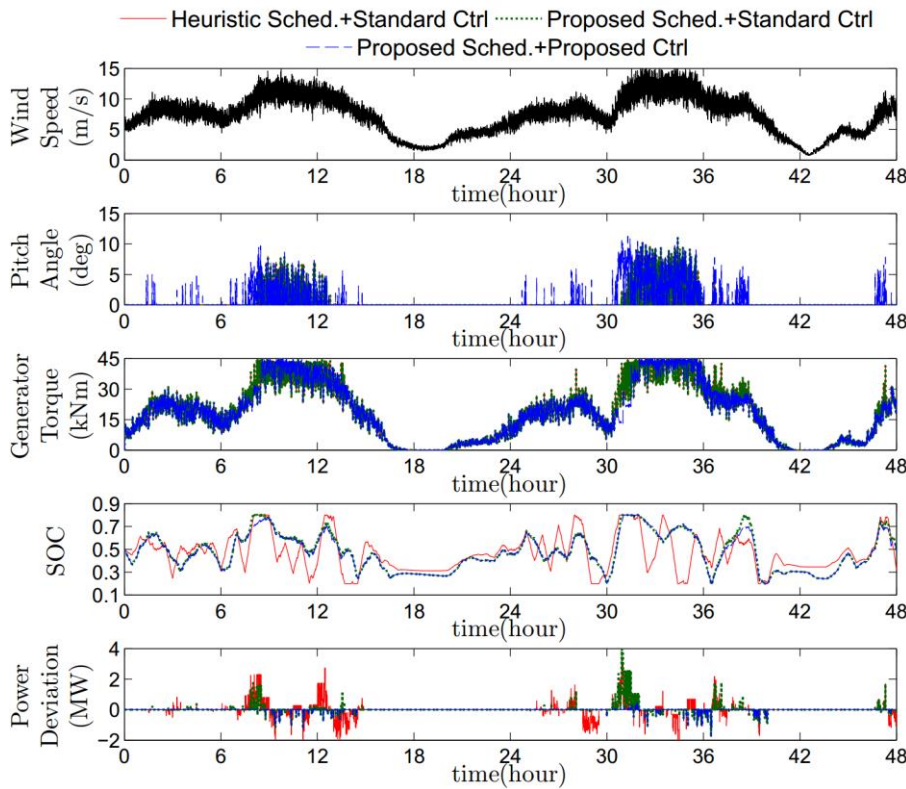 Heuristic Sched.+Standard Ctrl Proposed Sched.+Standard Ctrl
Proposed Sched.+Proposed Ctrl
Wind
Speed
(m/s)
15
10
5
0
0 6 12 18 24 30 36 42 48
time(hour)
Pitch
Angle
(deg)
15
10
5
0
0 6 12 18 24 30 36 42 48
time(hour)
Generator
Torque
(kNm)
45
30
15
0
0 6 12 18 24 30 36 42 48
time(hour)
SOC
0.9
0.7
0.5
0.3
0.1
0 6 12 18 24 30 36 42 48
time(hour)
Power
Deviation
(MW)
4
2
0
−2
0 6 12 18 24 30 36 42 48
time(hour)